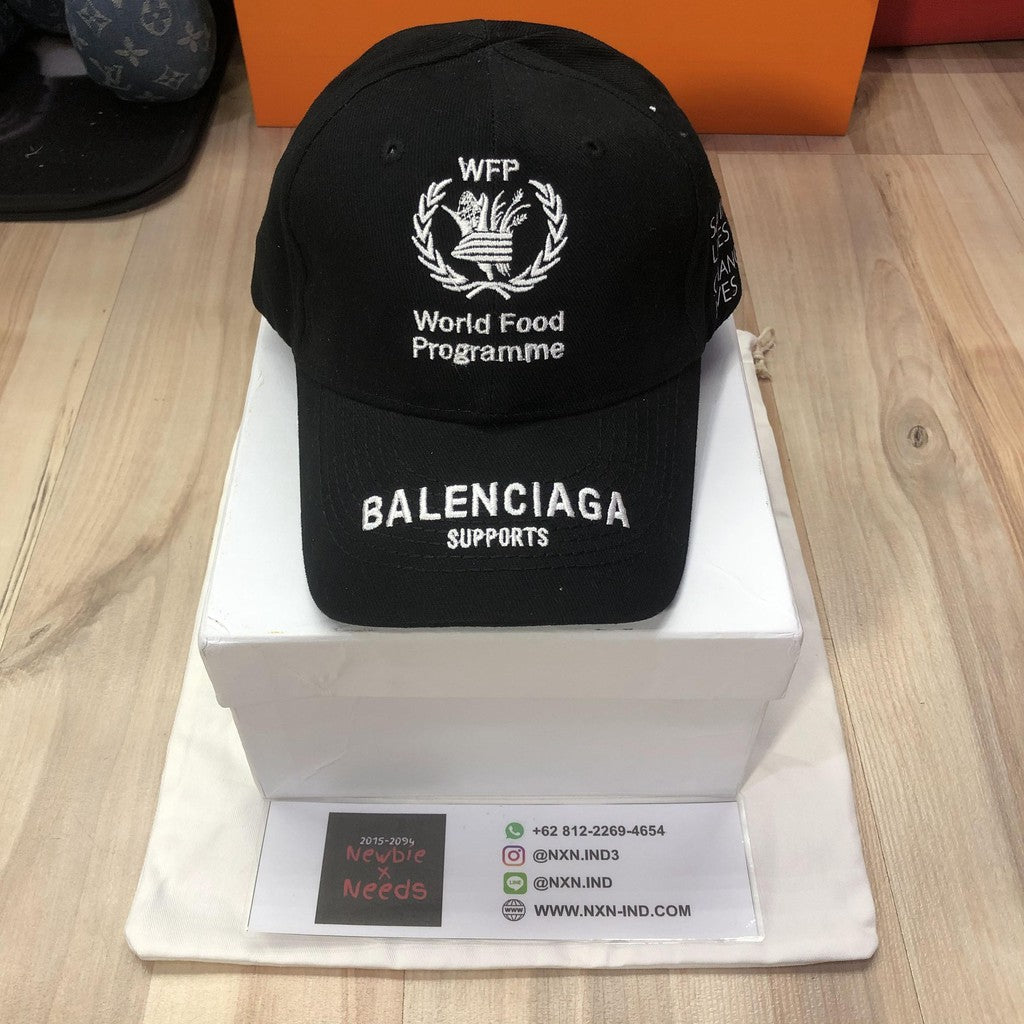 WFP
World Food
Programme
BALENCIAGA
SUPPORTS
2015-2094
Newbie
x
Needs
+62 812-2269-4654
@NXN.IND3
@NXN.IND
WWW.NXN-IND.COM